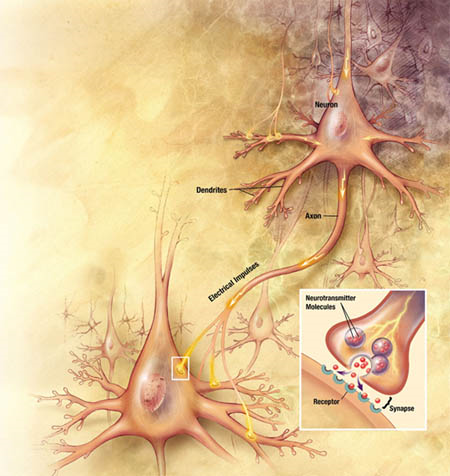 Neuron
Dendrites
Axon
Electrical Impulses
Neurotransmitter
Molecules
Receptor
Synapse